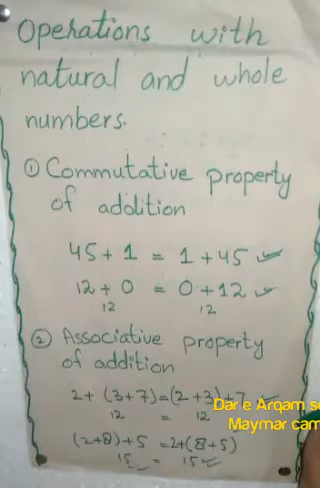 Operations with
natural and whole
numbers.
① Commutative property
of addition
45 + 1 = 1 + 45 ✓
12 + 0 = 0 + 12 ✓
12 12
② Associative property
of addition
2 + (3+7) = (2+3)+7 ✓
12 = 12
Dar e Arqam s
Maymar cam
(2+8)+5 = 2+(8+5)
15 ✓ = 15 ✓